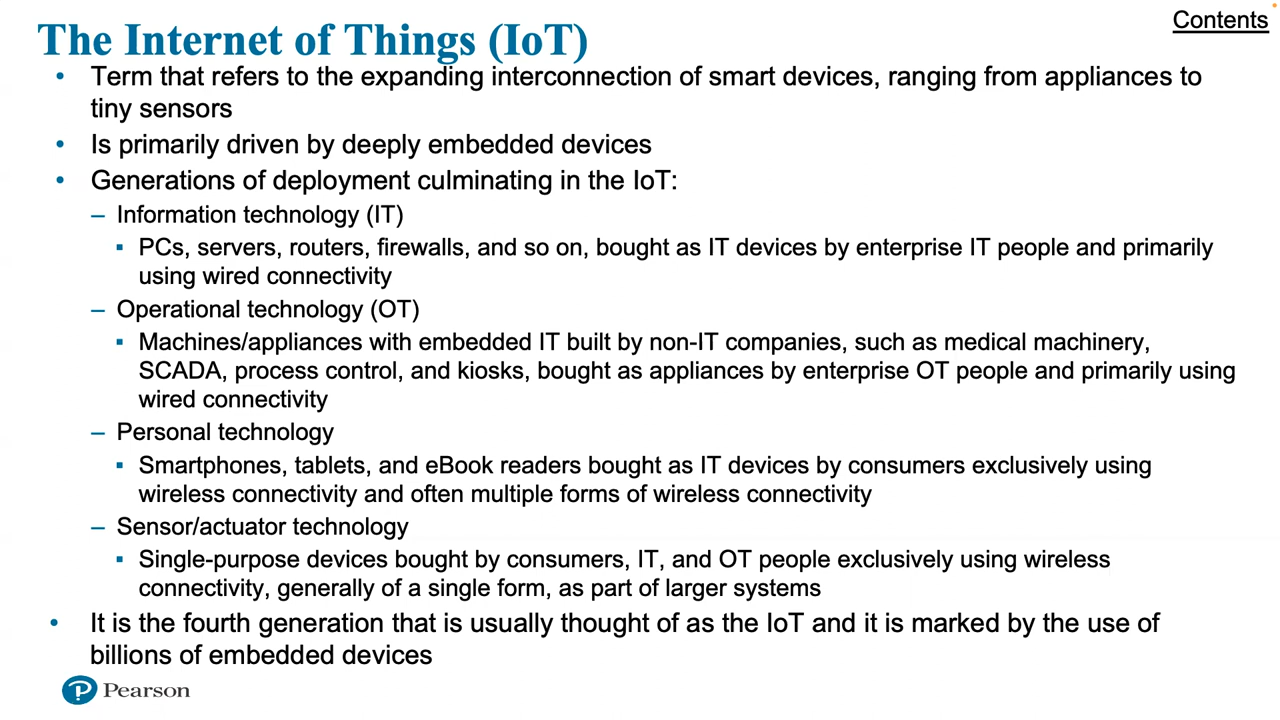 Contents
The Internet of Things (IoT)
• Term that refers to the expanding interconnection of smart devices, ranging from appliances to
tiny sensors
• Is primarily driven by deeply embedded devices
• Generations of deployment culminating in the IoT:
– Information technology (IT)
▪ PCs, servers, routers, firewalls, and so on, bought as IT devices by enterprise IT people and primarily
using wired connectivity
– Operational technology (OT)
▪ Machines/appliances with embedded IT built by non-IT companies, such as medical machinery,
SCADA, process control, and kiosks, bought as appliances by enterprise OT people and primarily using
wired connectivity
– Personal technology
▪ Smartphones, tablets, and eBook readers bought as IT devices by consumers exclusively using
wireless connectivity and often multiple forms of wireless connectivity
– Sensor/actuator technology
▪ Single-purpose devices bought by consumers, IT, and OT people exclusively using wireless
connectivity, generally of a single form, as part of larger systems
• It is the fourth generation that is usually thought of as the IoT and it is marked by the use of
billions of embedded devices
Pearson